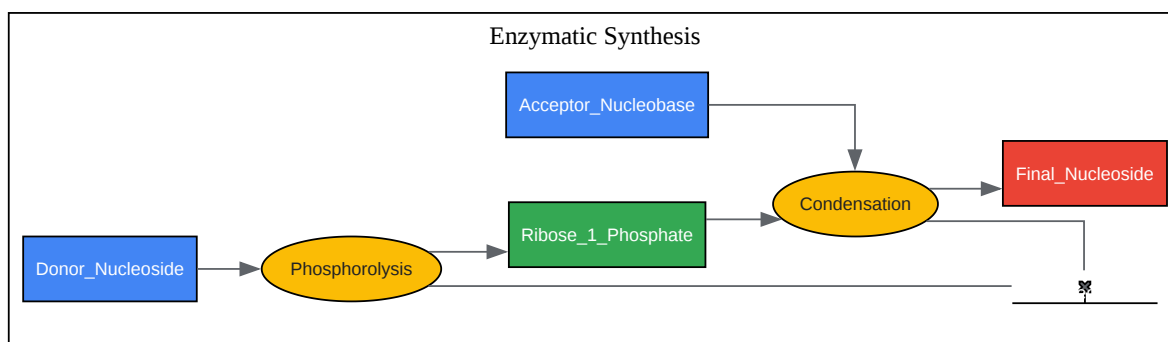 Enzymatic Synthesis
Acceptor_Nucleobase
Final_Nucleoside
Condensation
Ribose_1_Phosphate
Donor_Nucleoside
Phosphorolysis